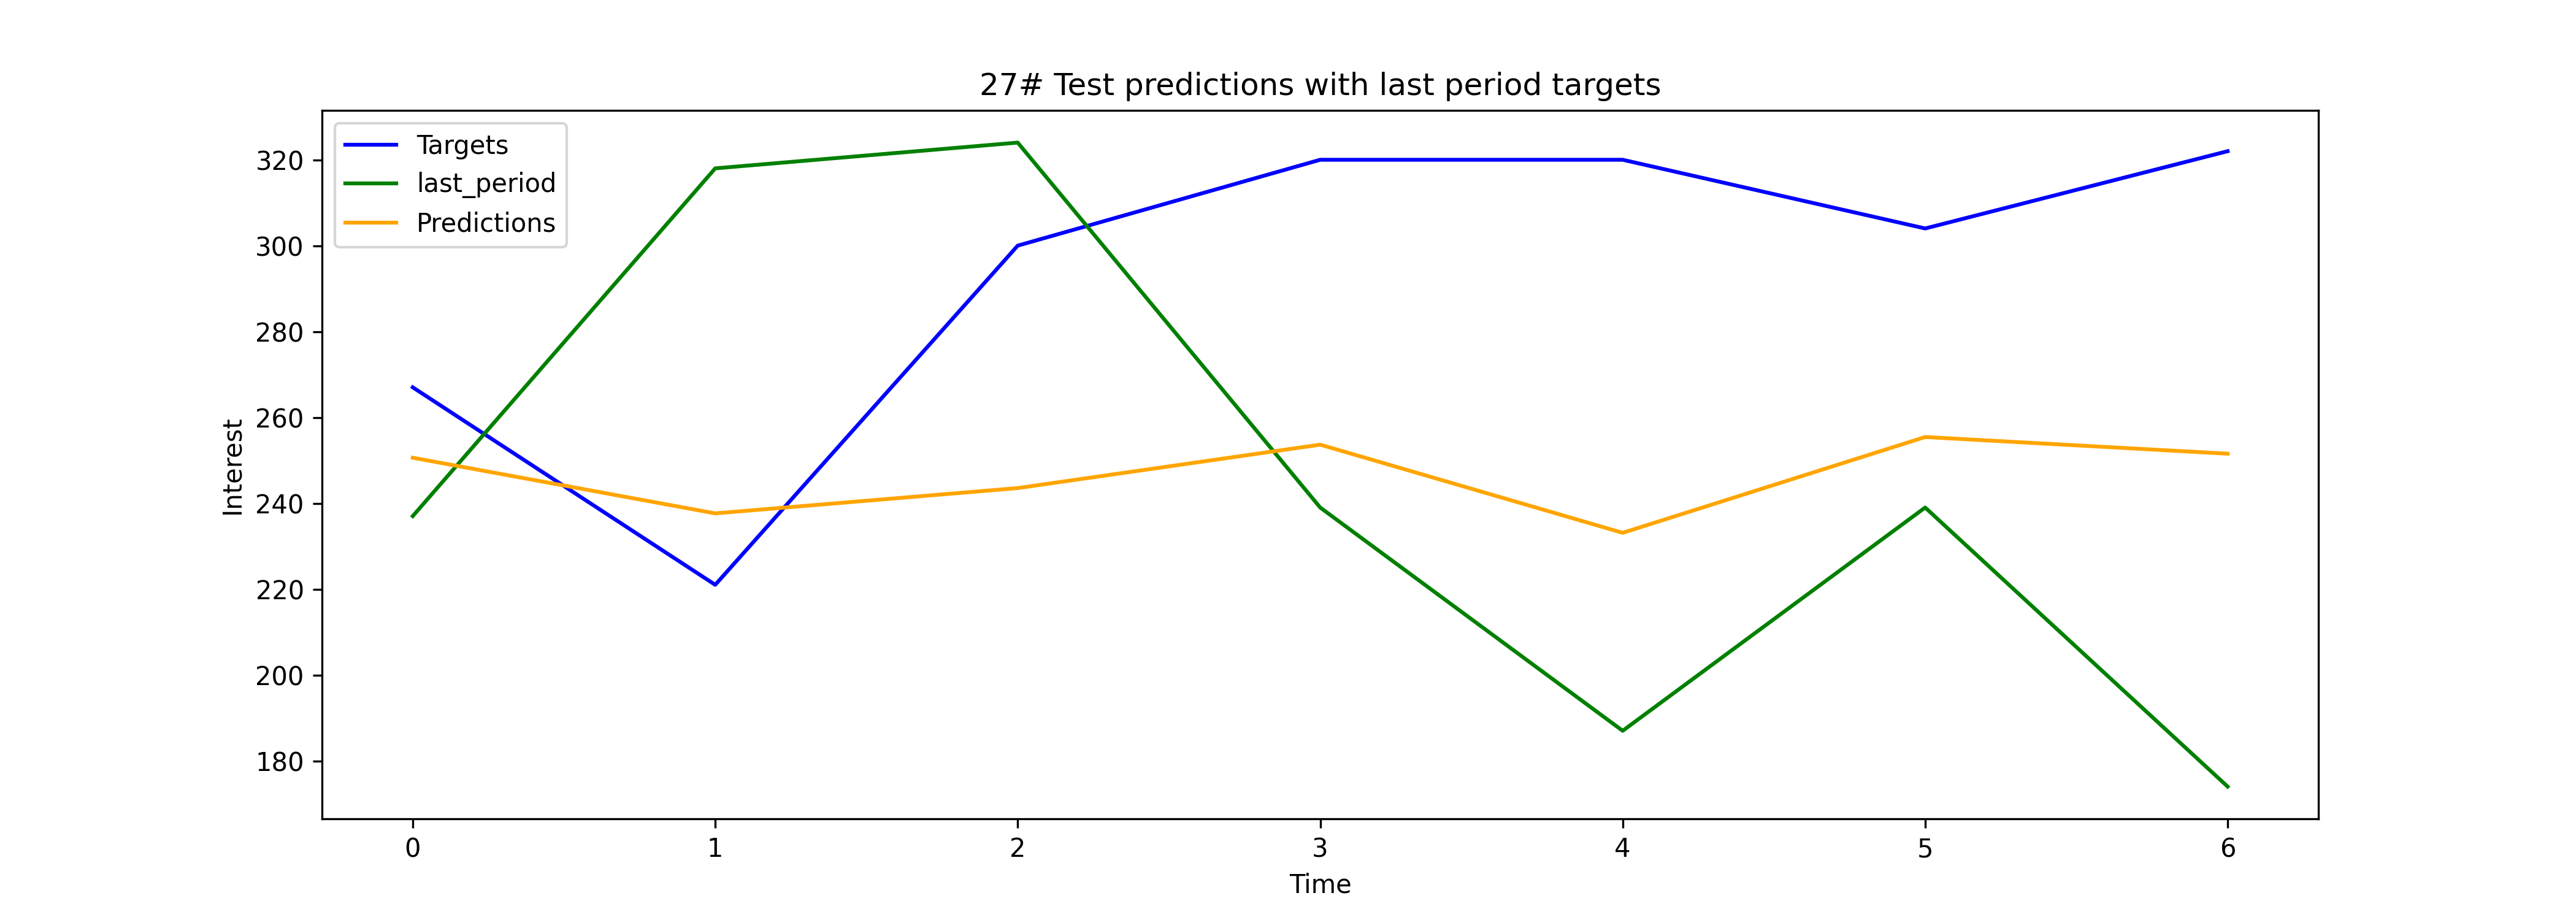 27# Test predictions with last period targets
Targets
last_period
Predictions
Interest
320
300
280
260
240
220
200
180
0 1 2 3 4 5 6
Time